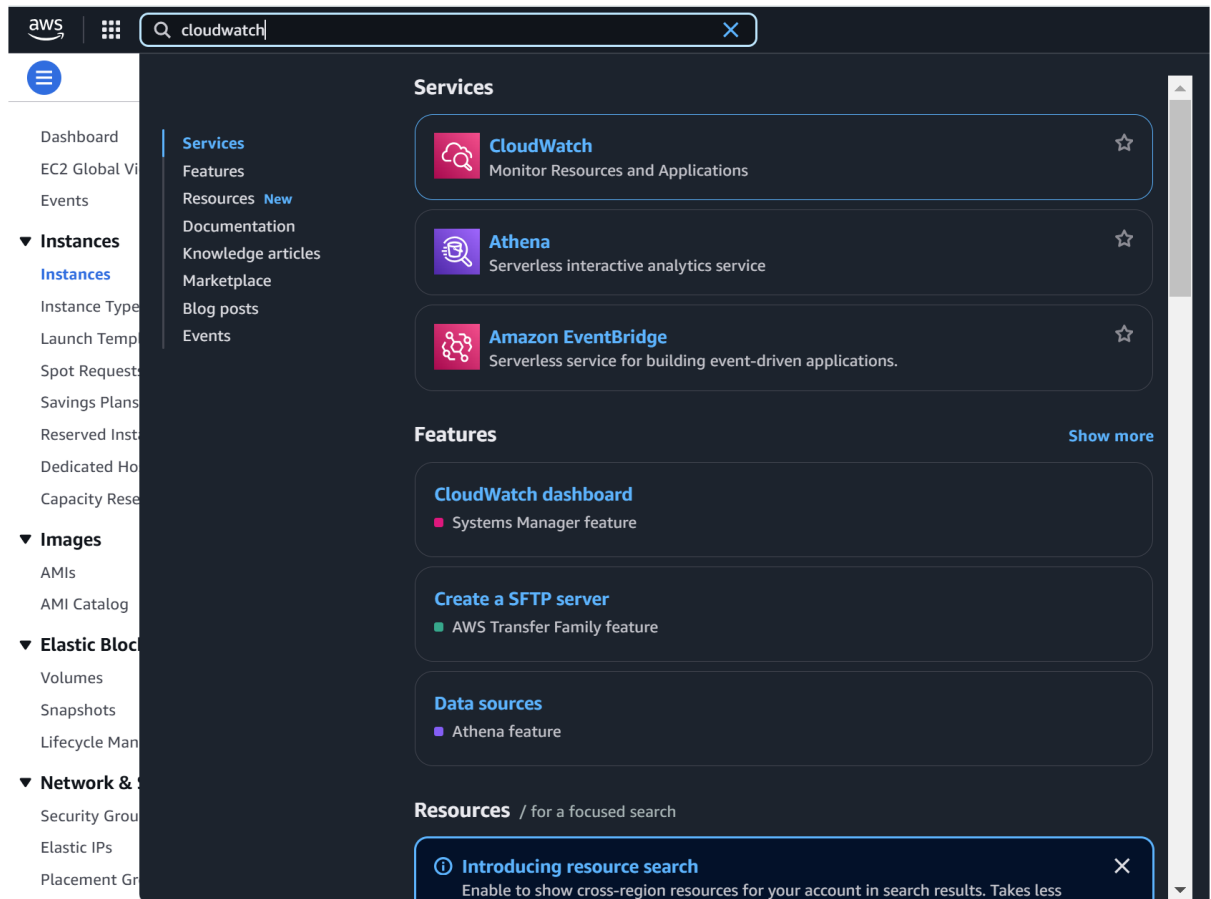 aws
cloudwatch
Dashboard
EC2 Global Vi
Events
Instances
Instances
Instance Type
Launch Templ
Spot Requests
Savings Plans
Reserved Inst
Dedicated Ho
Capacity Rese
Images
AMIs
AMI Catalog
Elastic Bloc
Volumes
Snapshots
Lifecycle Man
Network &
Security Grou
Elastic IPs
Placement Gr
Services
Features
Resources New
Documentation
Knowledge articles
Marketplace
Blog posts
Events
Services
CloudWatch
Monitor Resources and Applications
Athena
Serverless interactive analytics service
Amazon EventBridge
Serverless service for building event-driven applications.
Features Show more
CloudWatch dashboard
Systems Manager feature
Create a SFTP server
AWS Transfer Family feature
Data sources
Athena feature
Resources / for a focused search
Introducing resource search
Enable to show cross-region resources for your account in search results. Takes less